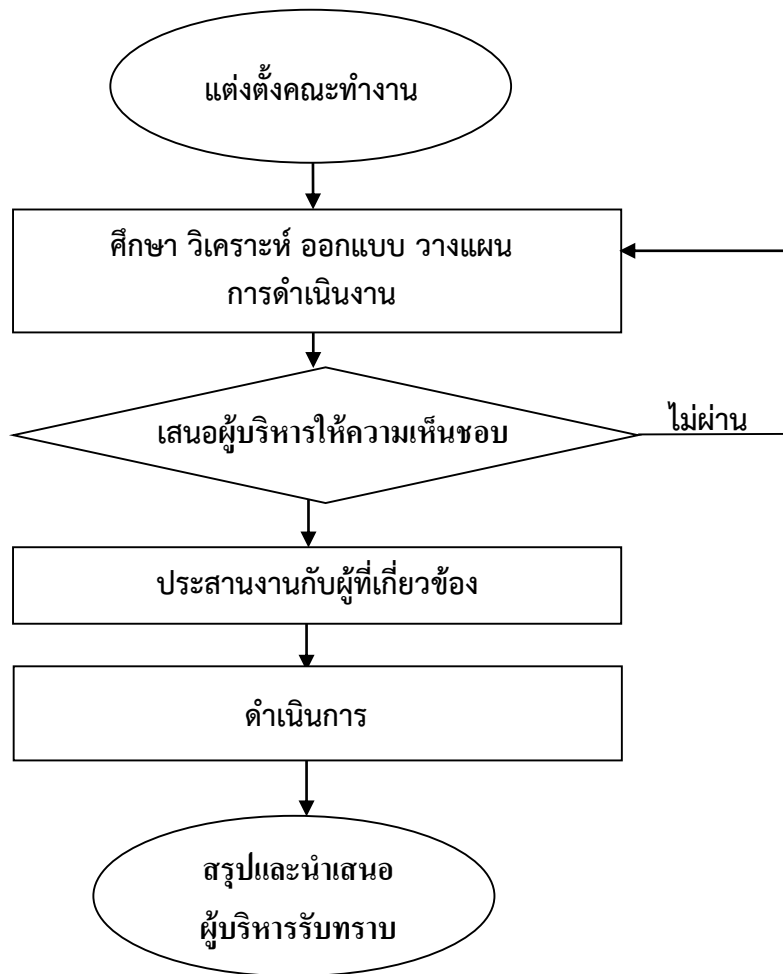 แต่งตั้งคณะทำงาน
ศึกษา วิเคราะห์ ออกแบบ วางแผน
การดำเนินงาน
เสนอผู้บริหารให้ความเห็นชอบ
ไม่ผ่าน
ประสานงานกับผู้ที่เกี่ยวข้อง
ดำเนินการ
สรุปและนำเสนอ
ผู้บริหารรับทราบ